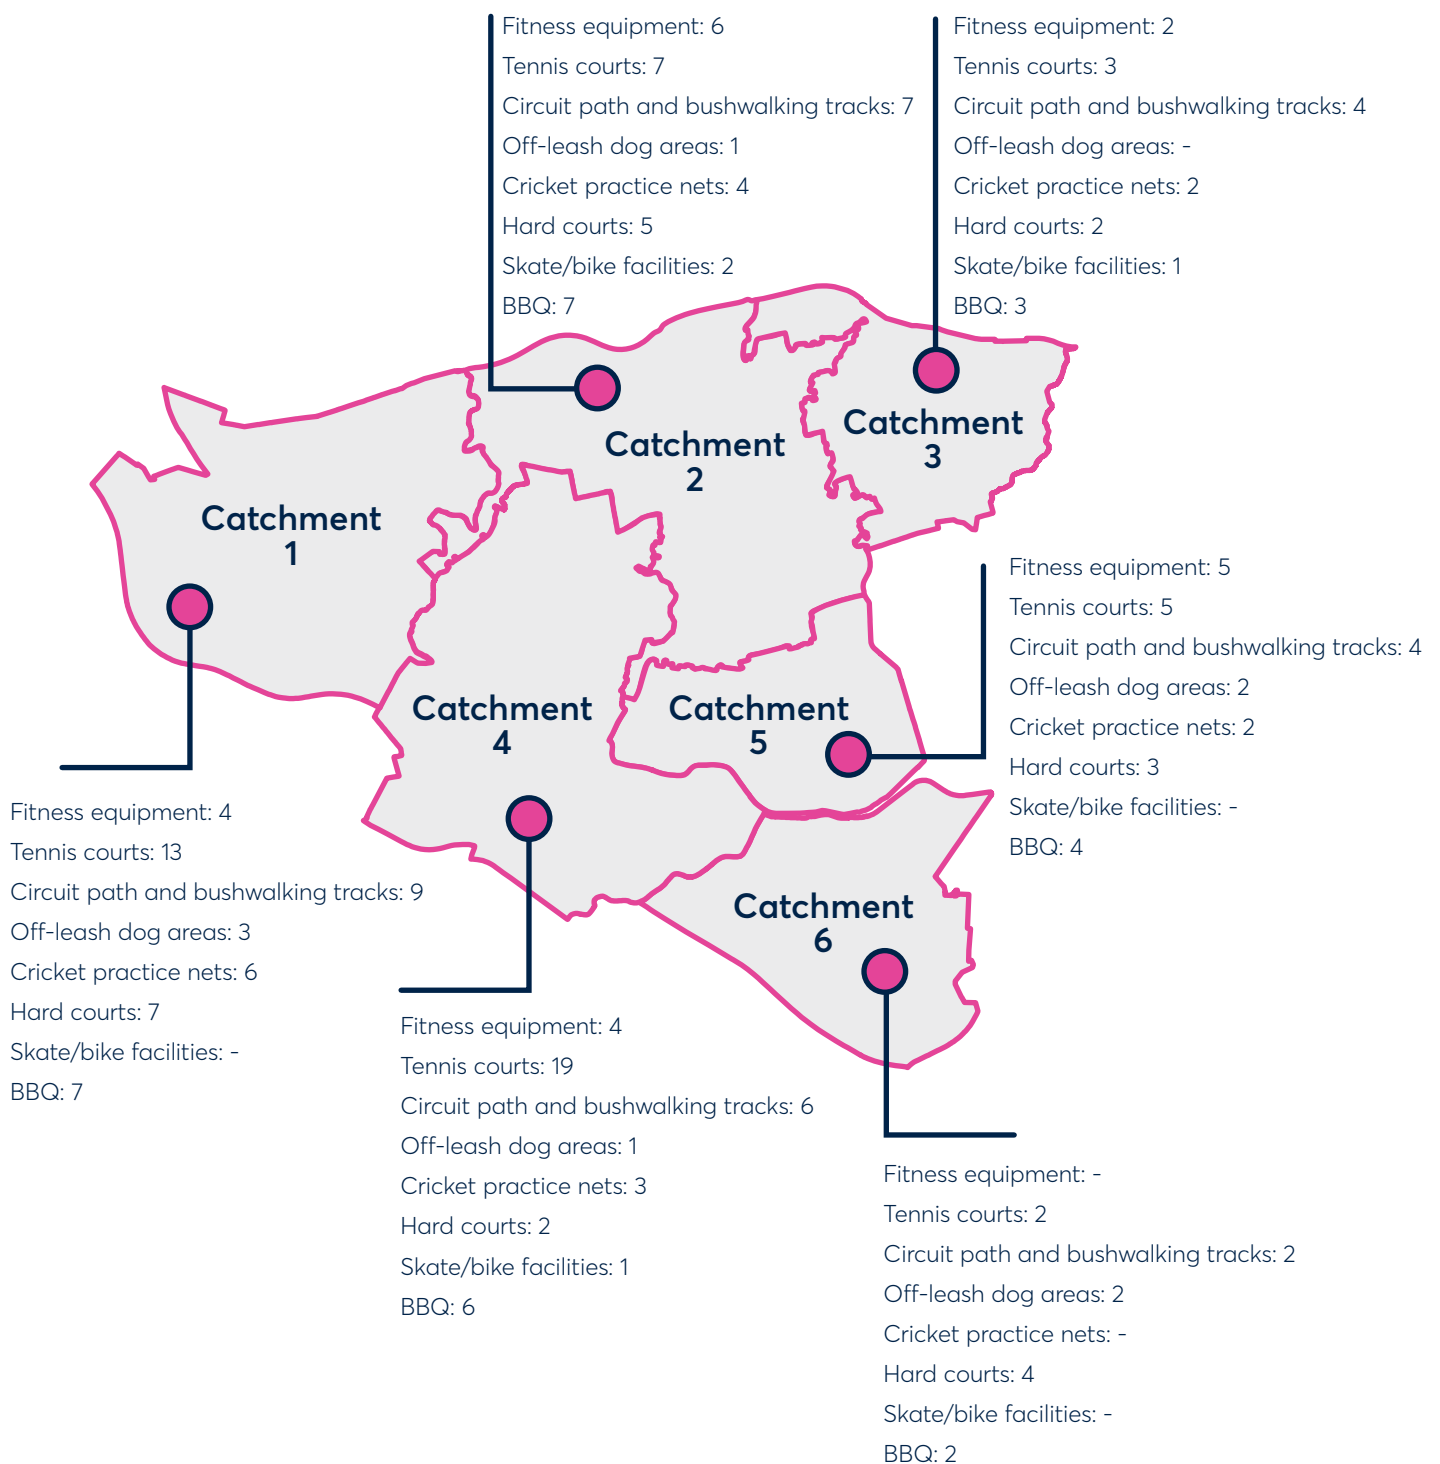 Fitness equipment: 6
Tennis courts: 7
Circuit path and bushwalking tracks: 7
Off-leash dog areas: 1
Cricket practice nets: 4
Hard courts: 5
Skate/bike facilities: 2
BBQ: 7
Fitness equipment: 2
Tennis courts: 3
Circuit path and bushwalking tracks: 4
Off-leash dog areas: -
Cricket practice nets: 2
Hard courts: 2
Skate/bike facilities: 1
BBQ: 3
Catchment
1
Catchment
2
Catchment
3
Catchment
4
Catchment
5
Catchment
6
Fitness equipment: 5
Tennis courts: 5
Circuit path and bushwalking tracks: 4
Off-leash dog areas: 2
Cricket practice nets: 2
Hard courts: 3
Skate/bike facilities: -
BBQ: 4
Fitness equipment: 4
Tennis courts: 13
Circuit path and bushwalking tracks: 9
Off-leash dog areas: 3
Cricket practice nets: 6
Hard courts: 7
Skate/bike facilities: -
BBQ: 7
Fitness equipment: 4
Tennis courts: 19
Circuit path and bushwalking tracks: 6
Off-leash dog areas: 1
Cricket practice nets: 3
Hard courts: 2
Skate/bike facilities: 1
BBQ: 6
Fitness equipment: -
Tennis courts: 2
Circuit path and bushwalking tracks: 2
Off-leash dog areas: 2
Cricket practice nets: -
Hard courts: 4
Skate/bike facilities: -
BBQ: 2